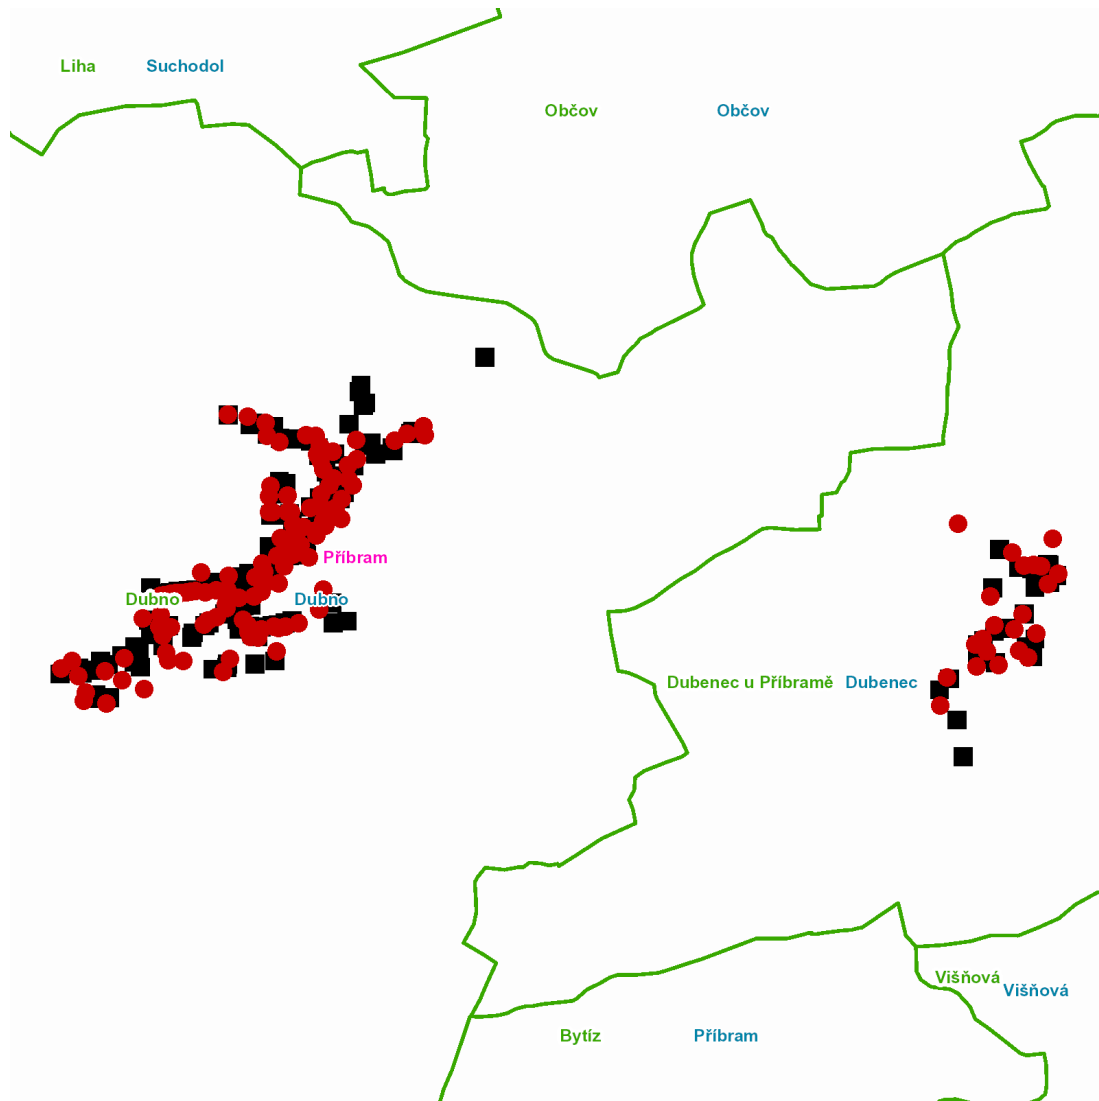 Liha Suchodol
Občov Občov
Příbram
Dubno Dubno
Dubenec u Příbramě Dubenec
Višňová Višňová
Bytíz Příbram